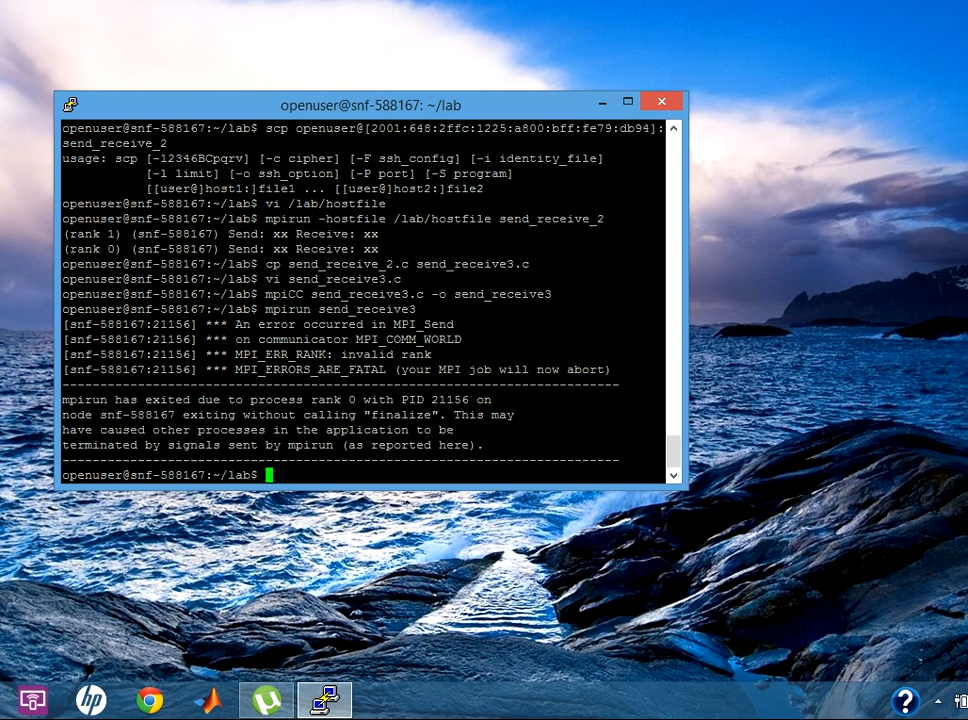 openuser@snf-588167: ~/lab
openuser@snf-588167:~/lab$ scp openuser@[2001:648:2ffc:1225:a800:bff:fe79:db94]:
send_receive_2
usage: scp [-12346BCpqrv] [-c cipher] [-F ssh_config] [-i identity_file]
           [-l limit] [-o ssh_option] [-P port] [-S program]
           [[user@]host1:]file1 ... [[user@]host2:]file2
openuser@snf-588167:~/lab$ vi /lab/hostfile
openuser@snf-588167:~/lab$ mpirun -hostfile /lab/hostfile send_receive_2
(rank 1) (snf-588167) Send: xx Receive: xx
(rank 0) (snf-588167) Send: xx Receive: xx
openuser@snf-588167:~/lab$ cp send_receive_2.c send_receive3.c
openuser@snf-588167:~/lab$ vi send_receive3.c
openuser@snf-588167:~/lab$ mpiCC send_receive3.c -o send_receive3
openuser@snf-588167:~/lab$ mpirun send_receive3
[snf-588167:21156] *** An error occurred in MPI_Send
[snf-588167:21156] *** on communicator MPI_COMM_WORLD
[snf-588167:21156] *** MPI_ERR_RANK: invalid rank
[snf-588167:21156] *** MPI_ERRORS_ARE_FATAL (your MPI job will now abort)
--------------------------------------------------------------------------
mpirun has exited due to process rank 0 with PID 21156 on
node snf-588167 exiting without calling "finalize". This may
have caused other processes in the application to be
terminated by signals sent by mpirun (as reported here).
--------------------------------------------------------------------------
openuser@snf-588167:~/lab$
hp